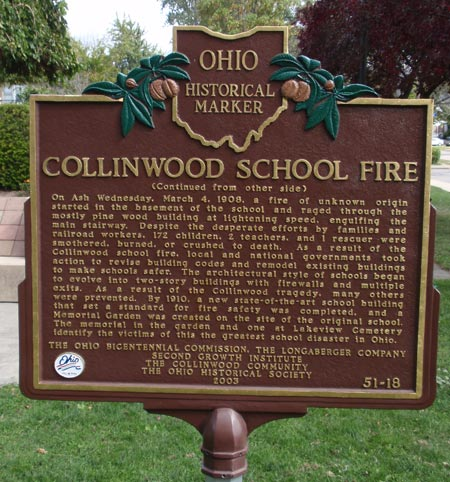 OHIO
HISTORICAL
MARKER
COLLINWOOD SCHOOL FIRE
(Continued from other side)
On Ash Wednesday, March 4, 1908, a fire of unknown origin
started in the basement of the school and raged through the
mostly pine wood building at lightening speed, engulfing the
main stairway. Despite the desperate efforts by families and
railroad workers, 172 children, 2 teachers, and 1 rescuer were
smothered, burned, or crushed to death. As a result of the
Collinwood school fire, local and national governments took
action to revise building codes and remodel existing buildings
to make schools safer. The architectural style of schools began
to evolve into two-story buildings with firewalls and multiple
exits. As a result of the Collinwood tragedy, many others
were prevented. By 1910, a new state-of-the-art school building
that set a standard for fire safety was completed, and a
Memorial Garden was created on the site of the original school.
The memorial in the garden and one at Lakeview Cemetery
identify the victims of this the greatest school disaster in Ohio.
THE OHIO BICENTENNIAL COMMISSION, THE LONGABERGER COMPANY
SECOND GROWTH INSTITUTE
THE COLLINWOOD COMMUNITY
THE OHIO HISTORICAL SOCIETY
2003
51-18
Ohio